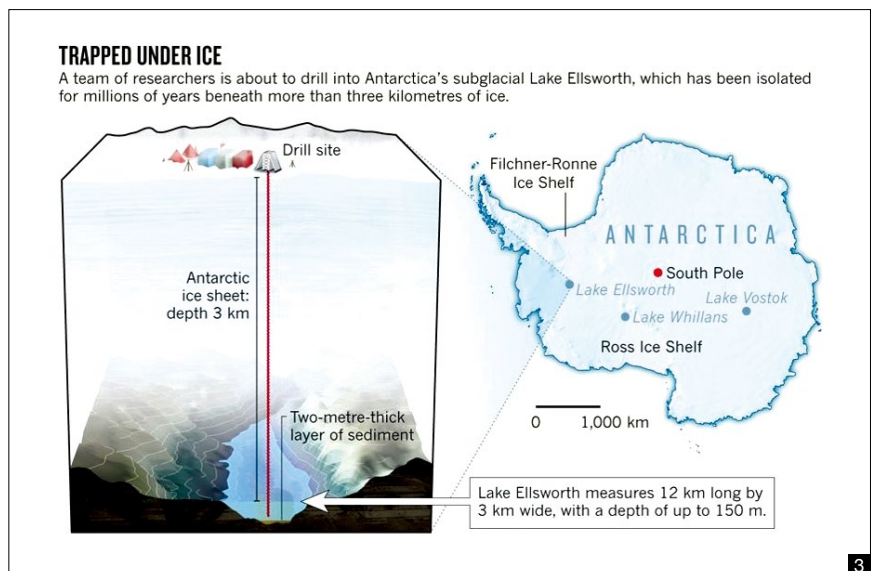 TRAPPED UNDER ICE
A team of researchers is about to drill into Antarctica's subglacial Lake Ellsworth, which has been isolated
for millions of years beneath more than three kilometres of ice.
Drill site
Antarctic
ice sheet:
depth 3 km
Two-metre-thick
layer of sediment
Filchner-Ronne
Ice Shelf
ANTARCTICA
South Pole
Lake Ellsworth
Lake Vostok
Lake Whillans
Ross Ice Shelf
0 1,000 km
Lake Ellsworth measures 12 km long by
3 km wide, with a depth of up to 150 m.
3